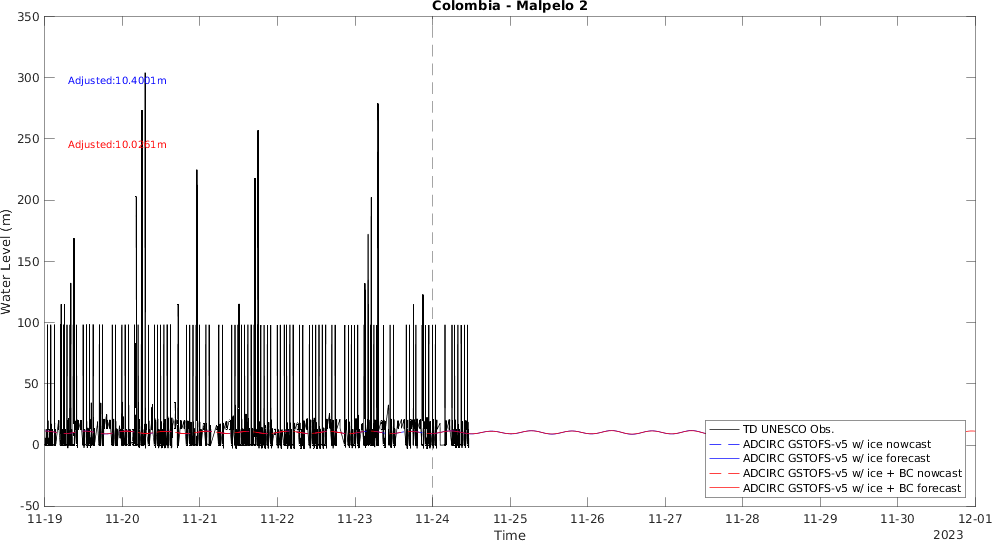 Colombia - Malpelo 2
350
300
250
200
150
100
50
0
-50
Water Level (m)
Adjusted:10.4001m
Adjusted:10.0261m
TD UNESCO Obs.
ADCIRC GSTOFS-v5 w/ ice nowcast
ADCIRC GSTOFS-v5 w/ ice forecast
ADCIRC GSTOFS-v5 w/ ice + BC nowcast
ADCIRC GSTOFS-v5 w/ ice + BC forecast
11-19 11-20 11-21 11-22 11-23 11-24 11-25 11-26 11-27 11-28 11-29 11-30 12-01
Time
2023